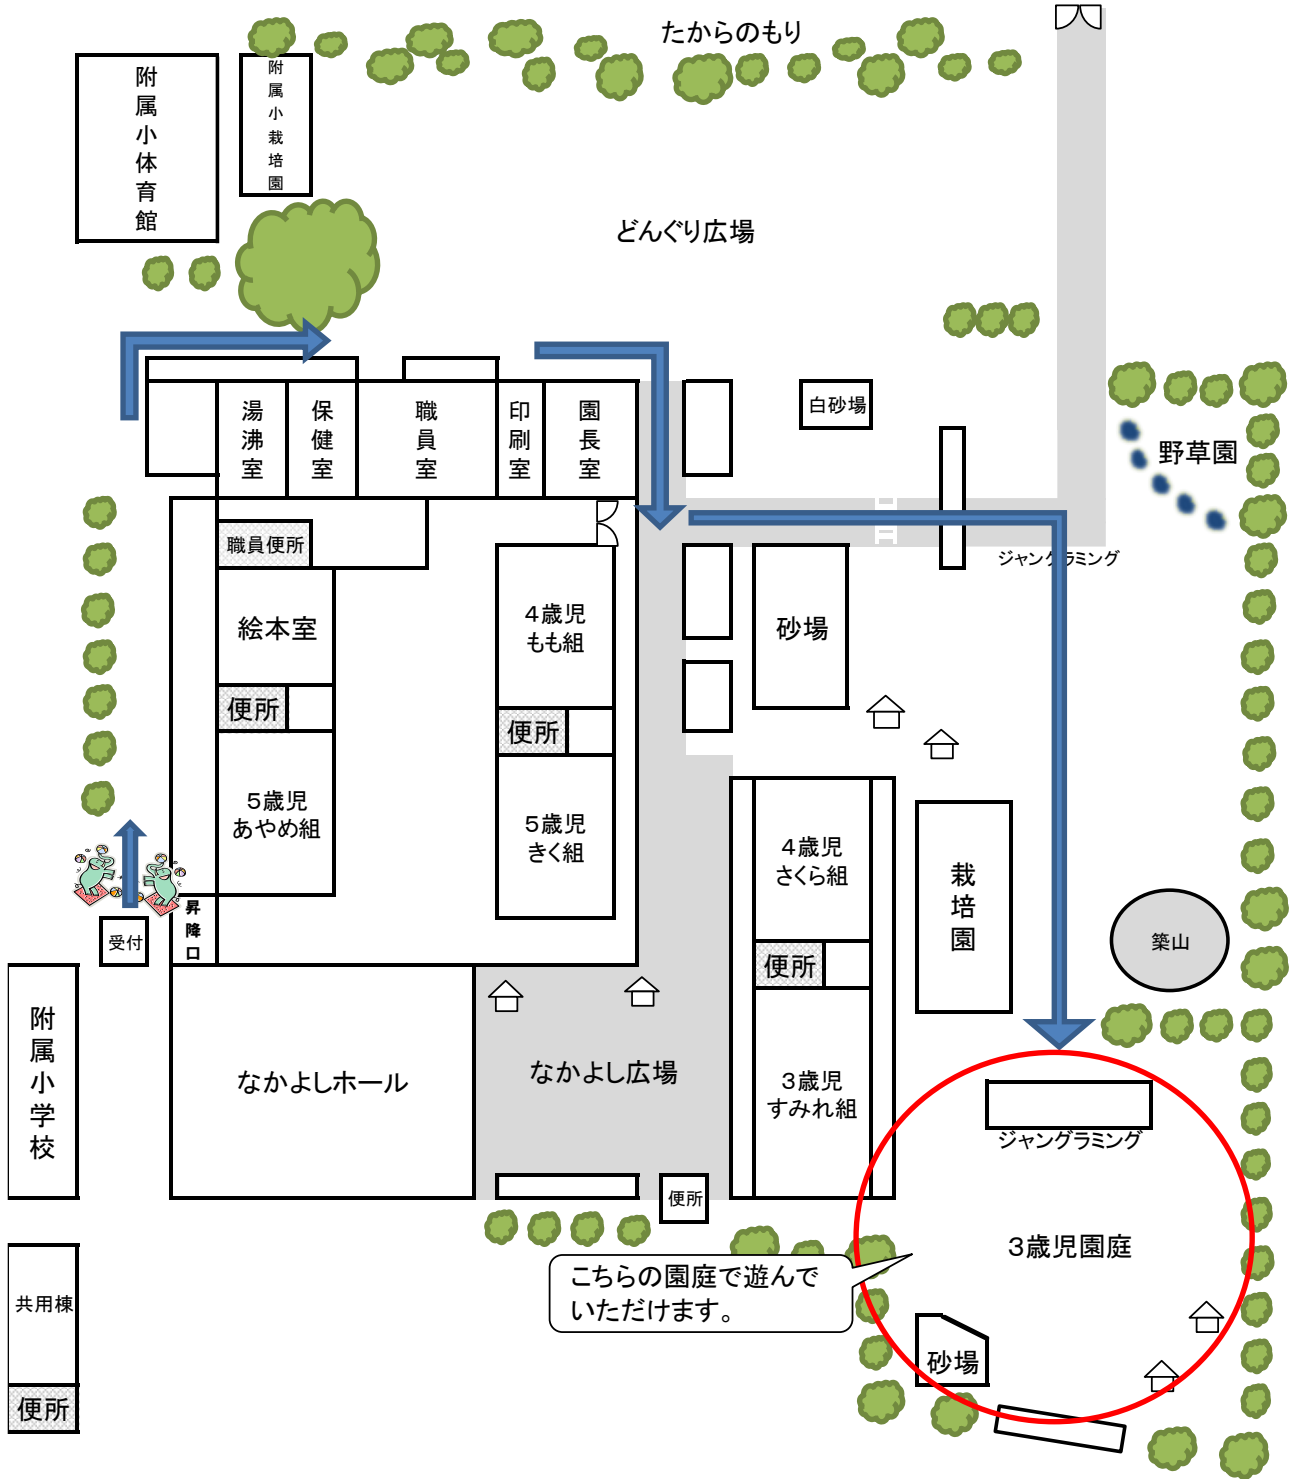 たからのもり
附属小体育館
附属小栽培園
どんぐり広場
湯沸室
保健室
職員室
印刷室
園長室
白砂場
野草園
職員便所
ジャングラミング
絵本室
4歳児
もも組
砂場
便所
便所
5歳児
あやめ組
5歳児
きく組
4歳児
さくら組
栽培園
昇降口
受付
築山
便所
附属小学校
なかよしホール
なかよし広場
3歳児
すみれ組
ジャングラミング
便所
3歳児園庭
こちらの園庭で遊んで
いただけます。
共用棟
砂場
便所